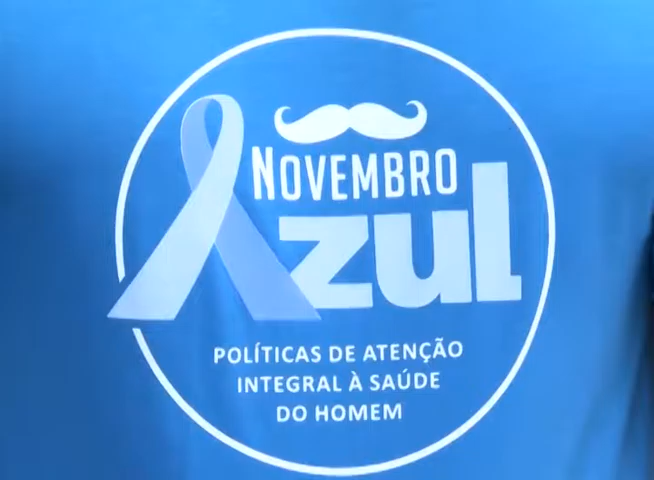 NOVEMBRO
AZUL
POLÍTICAS DE ATENÇÃO
INTEGRAL À SAÚDE
DO HOMEM